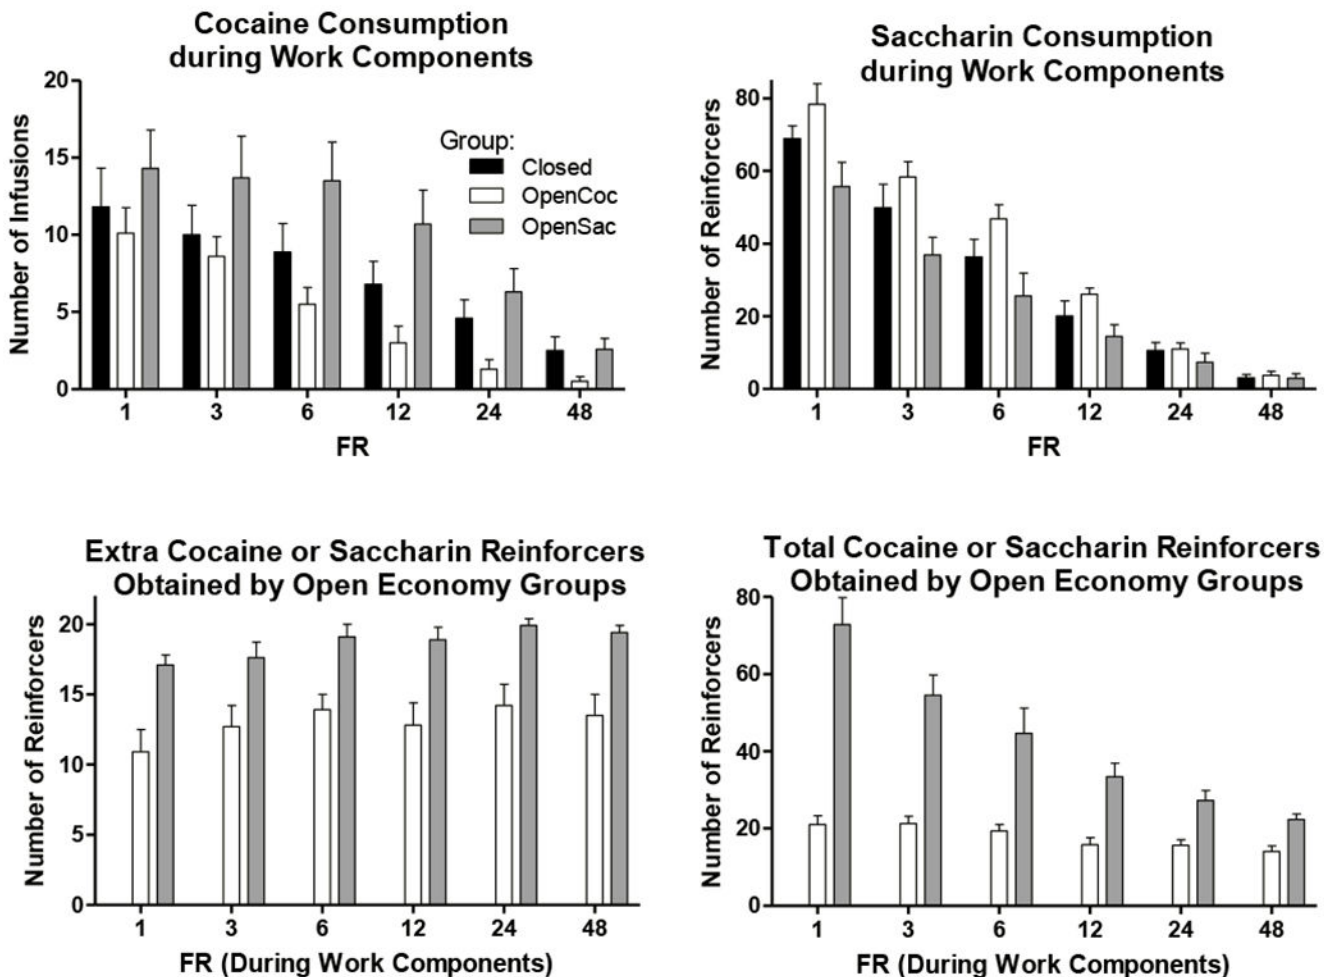 Cocaine Consumption
during Work Components
Number of Infusions
20
15
10
5
0
Group:
Closed
OpenCoc
OpenSac
1 3 6 12 24 48
FR
Saccharin Consumption
during Work Components
Number of Reinforcers
80
60
40
20
0
1 3 6 12 24 48
FR
Extra Cocaine or Saccharin Reinforcers
Obtained by Open Economy Groups
Number of Reinforcers
20
15
10
5
0
1 3 6 12 24 48
FR (During Work Components)
Total Cocaine or Saccharin Reinforcers
Obtained by Open Economy Groups
Number of Reinforcers
80
60
40
20
0
1 3 6 12 24 48
FR (During Work Components)